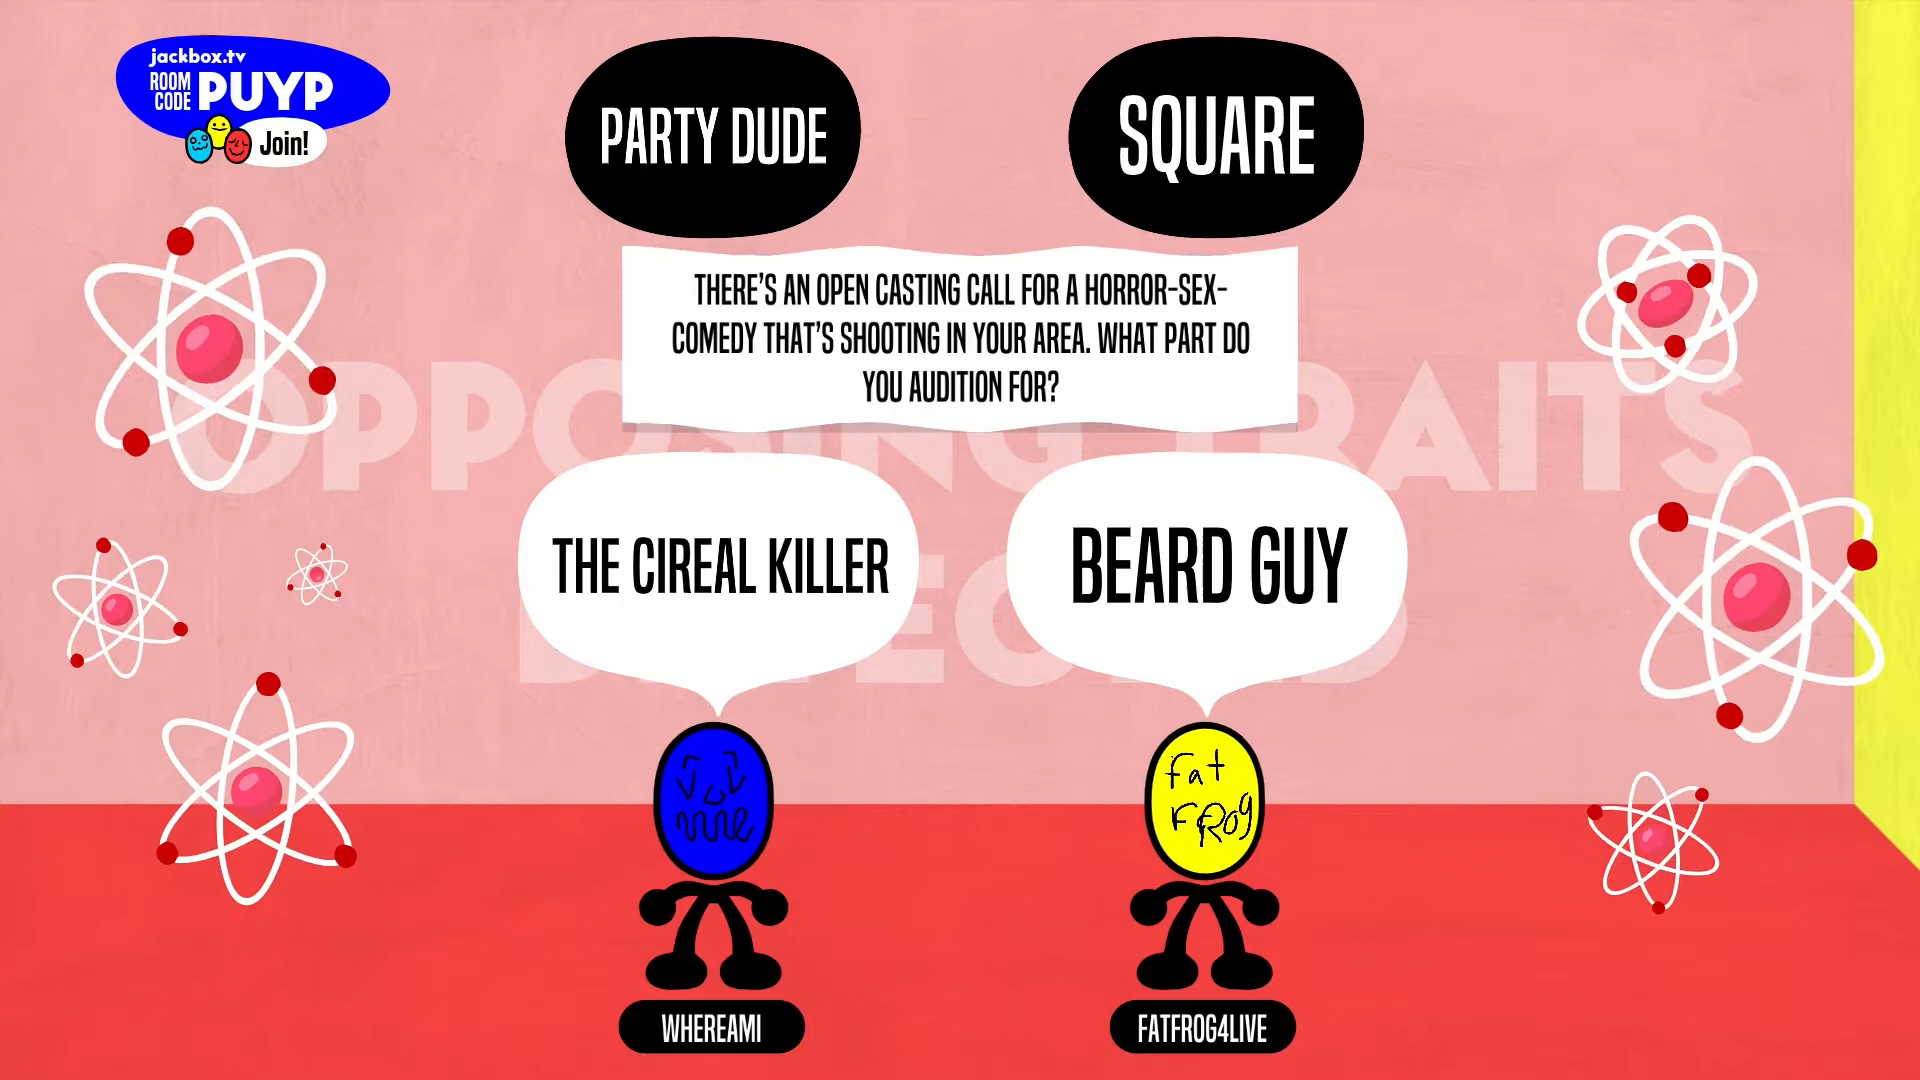 jackbox.tv
ROOM CODE PUYP
Join!
PARTY DUDE
SQUARE
THERE'S AN OPEN CASTING CALL FOR A HORROR-SEX-
COMEDY THAT'S SHOOTING IN YOUR AREA. WHAT PART DO
YOU AUDITION FOR?
OPPOSING TRAITS
THE CIREAL KILLER
BEARD GUY
fat
FROg
WHEREAMI
FATFROG4LIVE